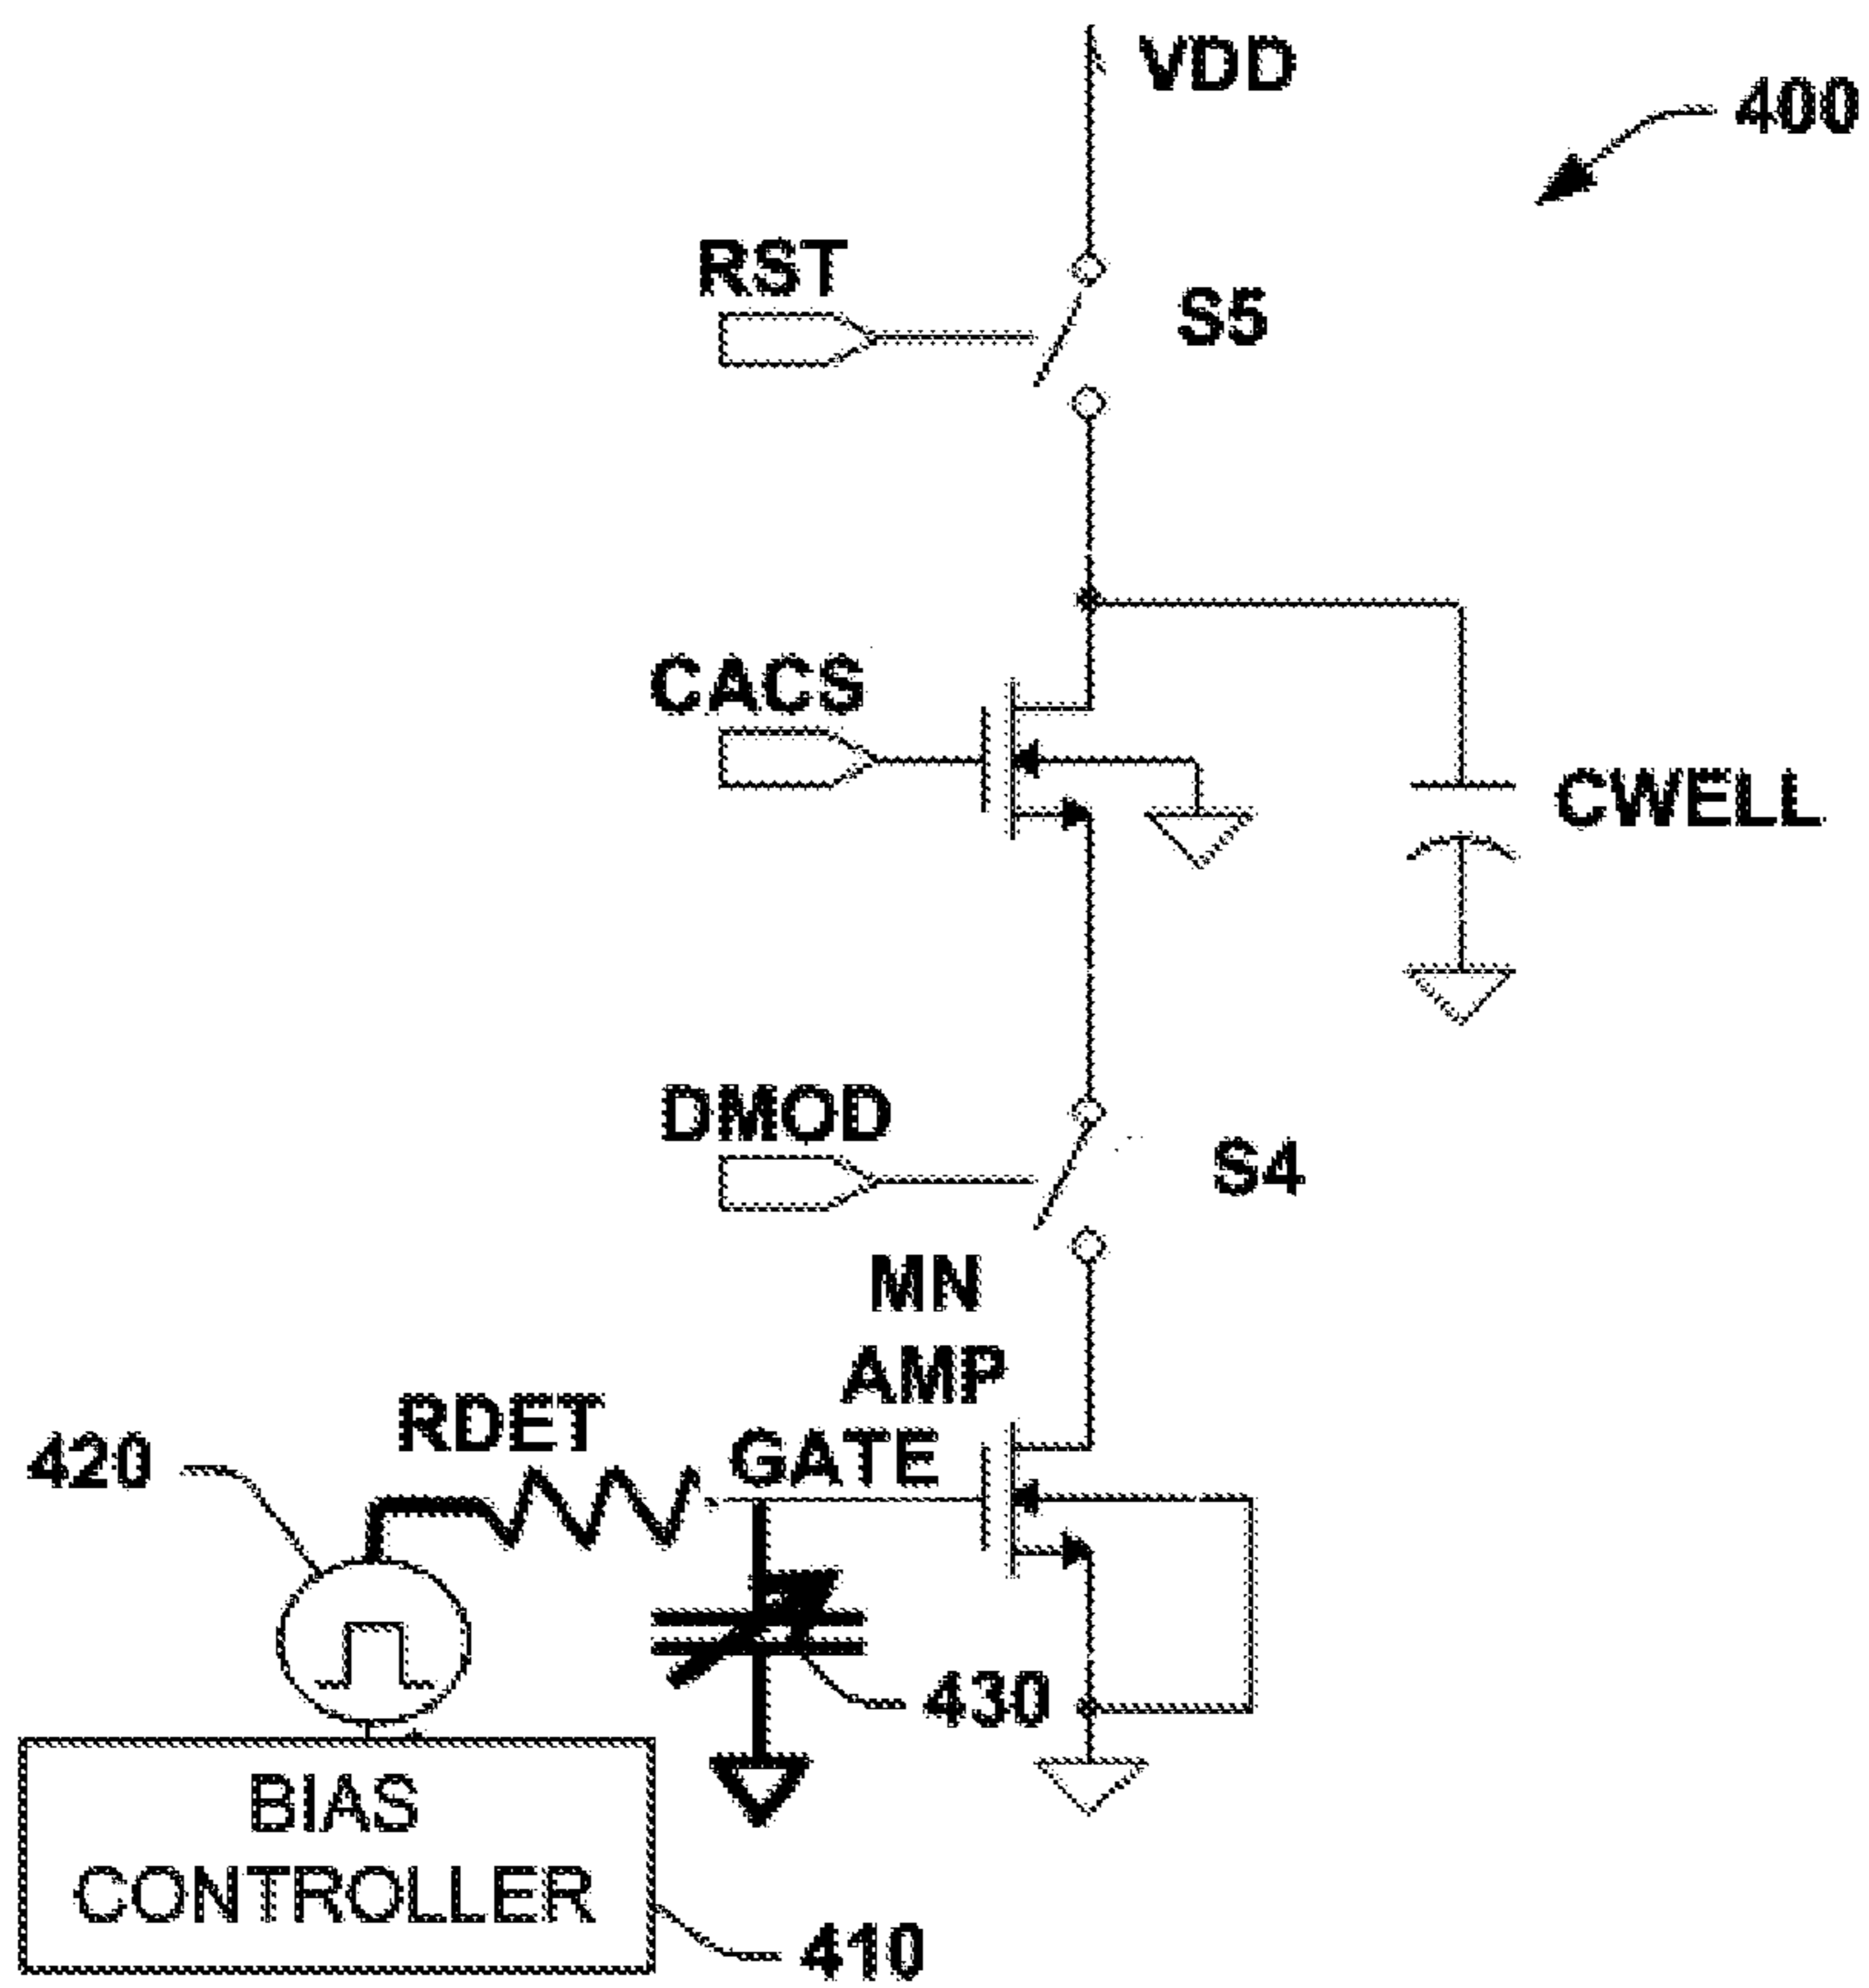 VDD
400
RST
S5
CACS
CWELL
DMOD
S4
MN
AMP
GATE
RDET
420
430
BIAS
CONTROLLER
410